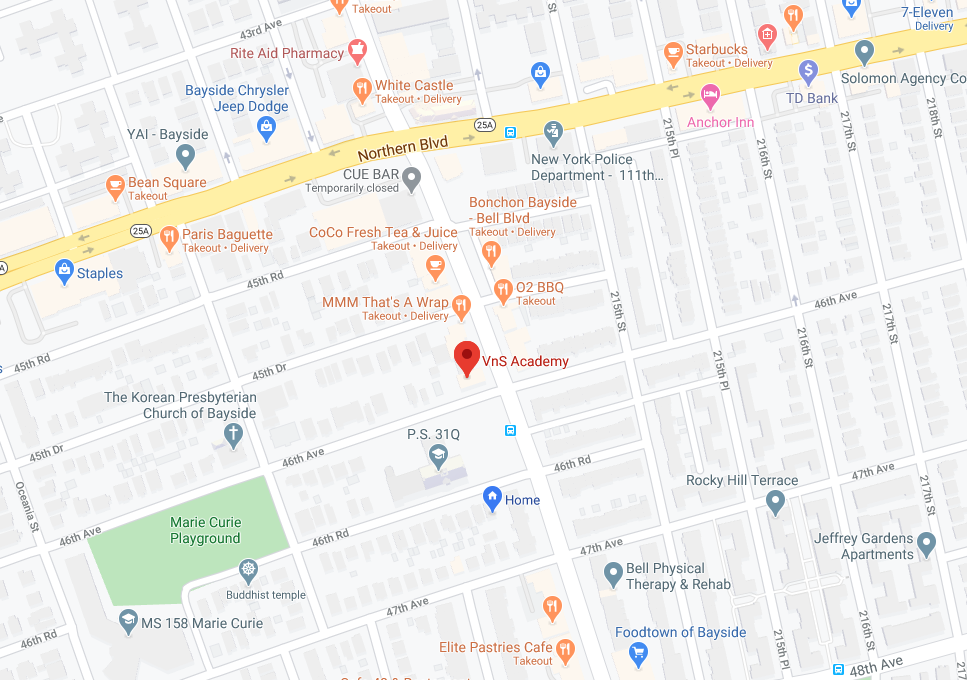 Takeout
43rd Ave
St
7-Eleven
Delivery
Rite Aid Pharmacy
Starbucks
Takeout • Delivery
Solomon Agency Co
White Castle
Takeout • Delivery
TD Bank
Bayside Chrysler
Jeep Dodge
Anchor Inn
25A
YAI - Bayside
Northern Blvd
215th Pl
216th St
217th St
218th St
New York Police
Department - 111th...
CUE BAR
Temporarily closed
Bean Square
Takeout
Bonchon Bayside
- Bell Blvd
Takeout • Delivery
25A
Paris Baguette
Takeout • Delivery
CoCo Fresh Tea & Juice
Takeout • Delivery
A
Staples
45th Rd
O2 BBQ
Takeout
MMM That's A Wrap
Takeout • Delivery
215th St
46th Ave
217th St
VnS Academy
45th Rd
45th Dr
215th Pl
216th St
The Korean Presbyterian
Church of Bayside
P.S. 31Q
45th Dr
46th Ave
46th Rd
47th Ave
Oceania St
Rocky Hill Terrace
217th St
Home
Marie Curie
Playground
46th Ave
46th Rd
47th Ave
Jeffrey Gardens
Apartments
Bell Physical
Therapy & Rehab
Buddhist temple
47th Ave
MS 158 Marie Curie
46th Rd
Foodtown of Bayside
215th Pl
216th St
Elite Pastries Cafe
Takeout
48th Ave